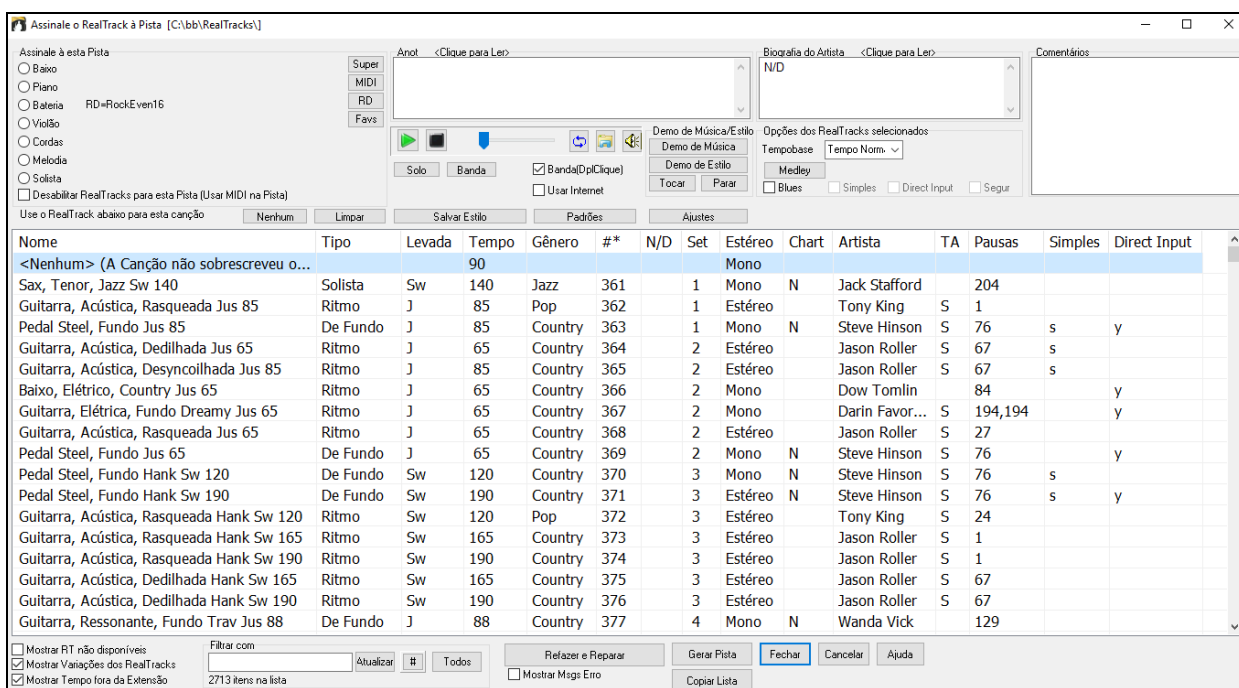 Assinale o RealTrack à Pista [C:\bb\RealTracks\]
Assinale à esta Pista
Baixo
Piano
Bateria RD=RockEven16
Violão
Cordas
Melodia
Solista
Desabilitar RealTracks para esta Pista (Usar MIDI na Pista)
Super
MIDI
RD
Favs
Anot <Clique para Ler>
Biografia do Artista <Clique para Ler>
N/D
Comentários
Solo Banda
Banda(DplClique)
Usar Internet
Demo de Música/Estilo
Demo de Música
Demo de Estilo
Tocar Parar
Opções dos RealTracks selecionados
Tempobase Tempo Norm.
Medley
Blues Simples Direct Input Segur
Use o RealTrack abaixo para esta canção Nenhum Limpar Salvar Estilo Padrões Ajustes
Nome Tipo Levada Tempo Gênero #* N/D Set Estéreo Chart Artista TA Pausas Simples Direct Input
<Nenhum> (A Canção não sobrescreveu o... 90 Mono
Sax, Tenor, Jazz Sw 140 Solista Sw 140 Jazz 361 1 Mono N Jack Stafford 204
Guitarra, Acústica, Rasqueada Jus 85 Ritmo J 85 Pop 362 1 Estéreo Tony King S 1
Pedal Steel, Fundo Jus 85 De Fundo J 85 Country 363 1 Mono N Steve Hinson S 76 s y
Guitarra, Acústica, Dedilhada Jus 65 Ritmo J 65 Country 364 2 Estéreo Jason Roller S 67 s
Guitarra, Acústica, Desyncoilhada Jus 85 Ritmo J 85 Country 365 2 Estéreo Jason Roller S 67 s
Baixo, Elétrico, Country Jus 65 Ritmo J 65 Country 366 2 Mono Dow Tomlin 84 y
Guitarra, Elétrica, Fundo Dreamy Jus 65 Ritmo J 65 Country 367 2 Mono Darin Favor... S 194,194 y
Guitarra, Acústica, Rasqueada Jus 65 Ritmo J 65 Country 368 2 Estéreo Jason Roller S 27
Pedal Steel, Fundo Jus 65 De Fundo J 65 Country 369 2 Mono N Steve Hinson S 76 y
Pedal Steel, Fundo Hank Sw 120 De Fundo Sw 120 Country 370 3 Mono N Steve Hinson S 76 s
Pedal Steel, Fundo Hank Sw 190 De Fundo Sw 190 Country 371 3 Estéreo N Steve Hinson S 76 s y
Guitarra, Acústica, Rasqueada Hank Sw 120 Ritmo Sw 120 Pop 372 3 Estéreo Tony King S 24
Guitarra, Acústica, Rasqueada Hank Sw 165 Ritmo Sw 165 Country 373 3 Estéreo Jason Roller S 1
Guitarra, Acústica, Rasqueada Hank Sw 190 Ritmo Sw 190 Country 374 3 Estéreo Jason Roller S 1
Guitarra, Acústica, Dedilhada Hank Sw 165 Ritmo Sw 165 Country 375 3 Estéreo Jason Roller S 67
Guitarra, Acústica, Dedilhada Hank Sw 190 Ritmo Sw 190 Country 376 3 Estéreo Jason Roller S 67
Guitarra, Ressonante, Fundo Trav Jus 88 De Fundo J 88 Country 377 4 Mono N Wanda Vick 129
Mostrar RT não disponíveis
Mostrar Variações dos RealTracks
Mostrar Tempo fora da Extensão
Filtrar com
Atualizar # Todos
2713 itens na lista
Refazer e Reparar
Mostrar Msgs Erro
Gerar Pista Fechar Cancelar Ajuda
Copiar Lista